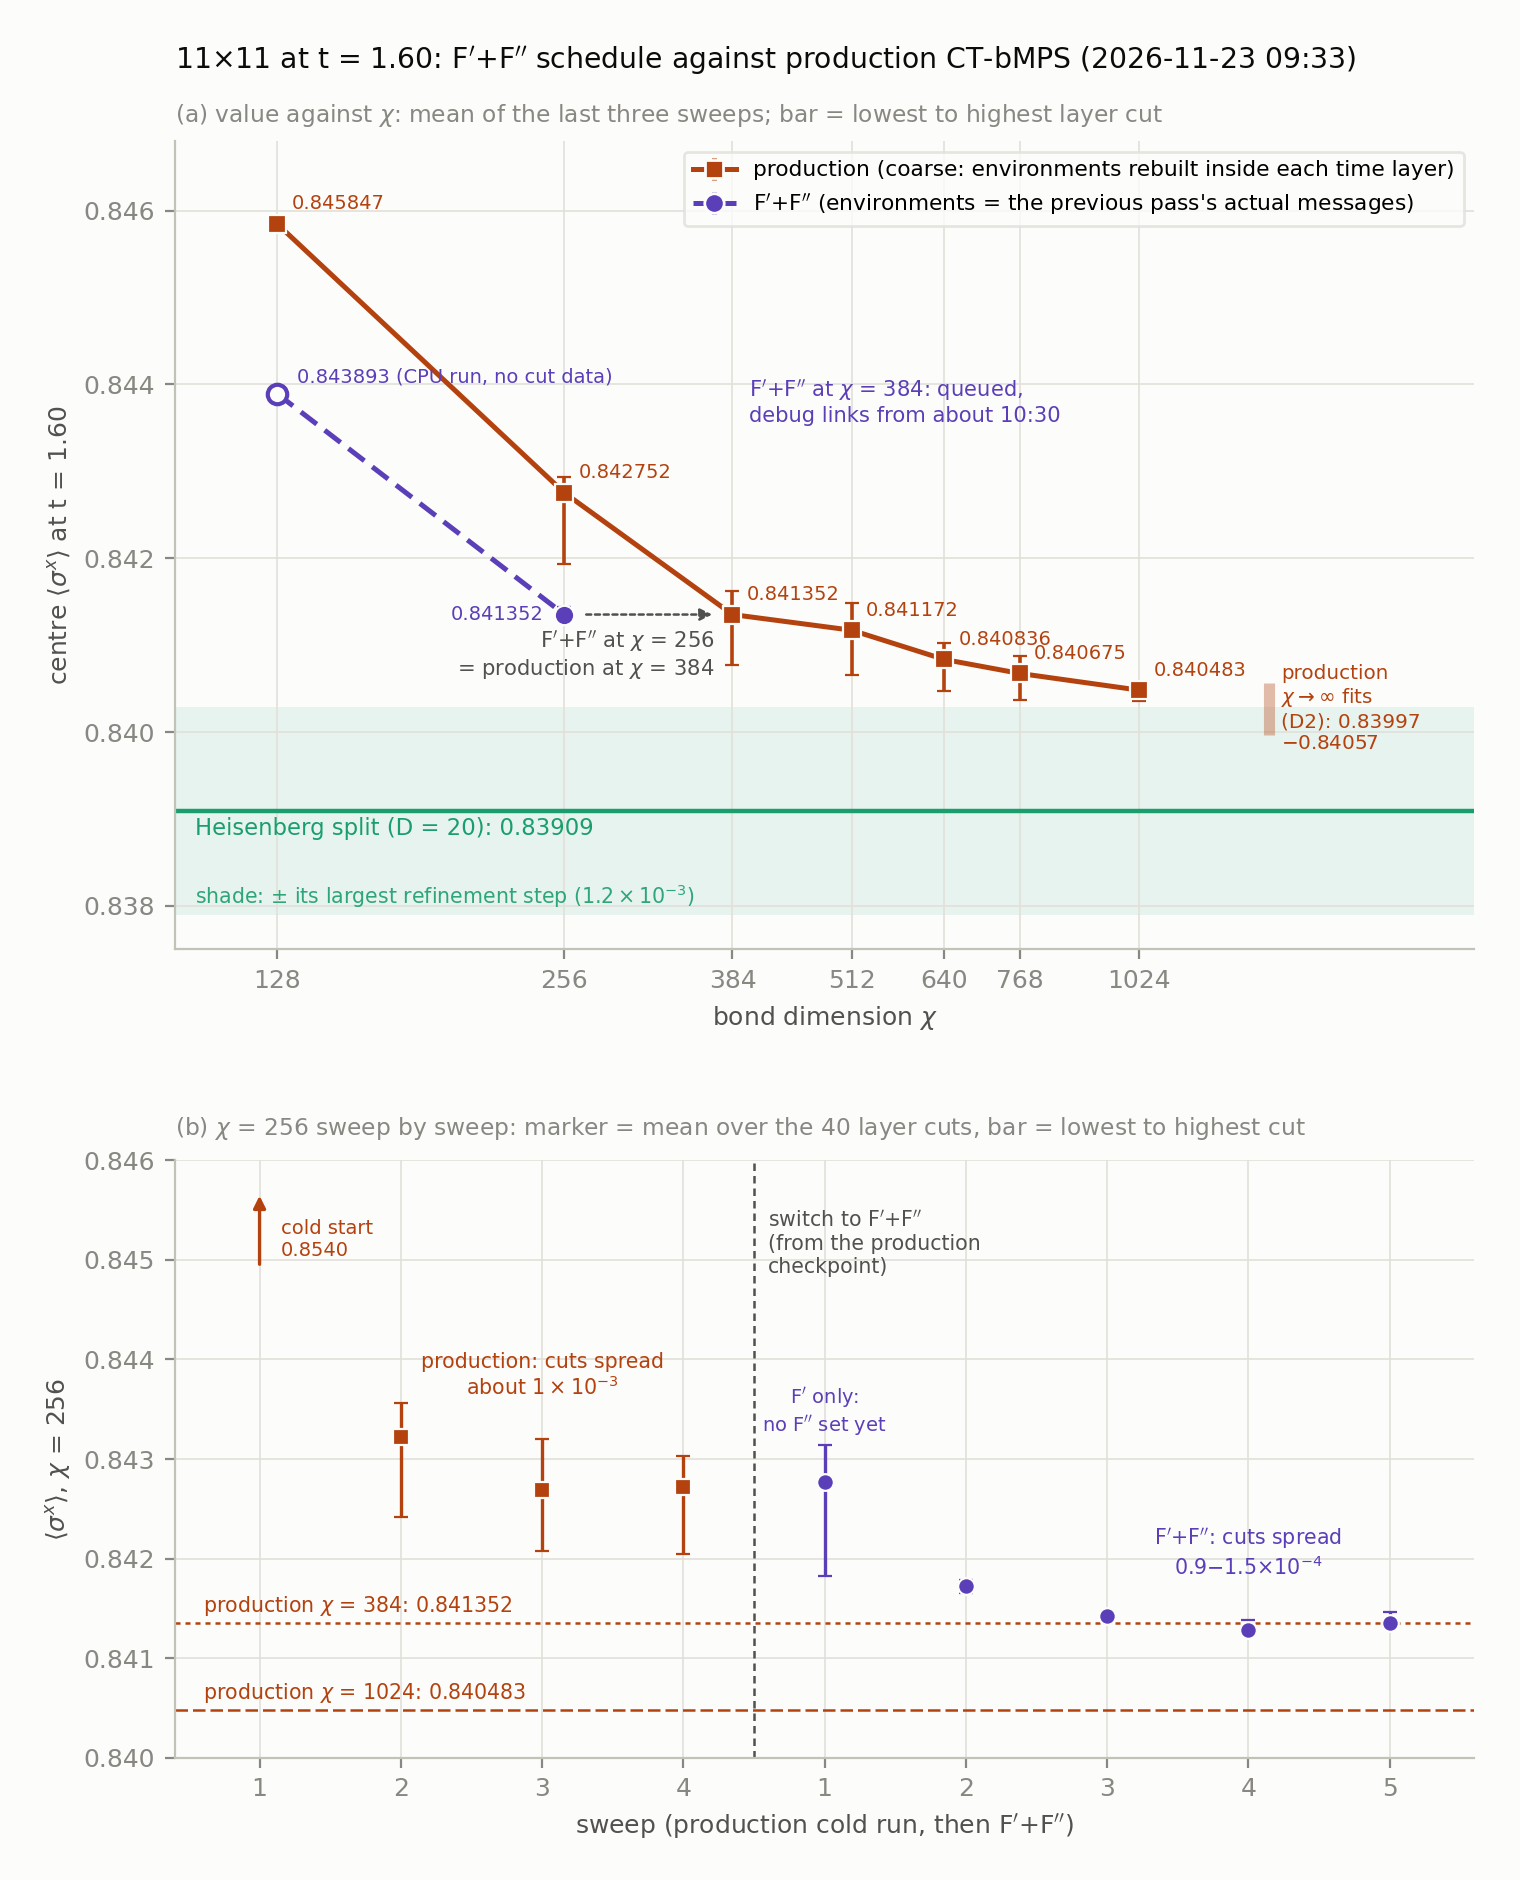 11×11 at t = 1.60: F′+F″ schedule against production CT-bMPS (2026-11-23 09:33)
(a) value against χ: mean of the last three sweeps; bar = lowest to highest layer cut
production (coarse: environments rebuilt inside each time layer)
F′+F″ (environments = the previous pass's actual messages)
0.846
0.844
0.842
0.840
0.838
centre ⟨σˣ⟩ at t = 1.60
0.845847
0.843893 (CPU run, no cut data)
F′+F″ at χ = 384: queued,
debug links from about 10:30
0.842752
0.841352
0.841352
F′+F″ at χ = 256
= production at χ = 384
0.841172
0.840836
0.840675
0.840483
production
χ → ∞ fits
(D2): 0.83997
−0.84057
Heisenberg split (D = 20): 0.83909
shade: ± its largest refinement step (1.2 × 10⁻³)
128
256
384
512
640
768
1024
bond dimension χ
(b) χ = 256 sweep by sweep: marker = mean over the 40 layer cuts, bar = lowest to highest cut
0.846
0.845
0.844
0.843
0.842
0.841
0.840
⟨σˣ⟩, χ = 256
cold start
0.8540
switch to F′+F″
(from the production
checkpoint)
production: cuts spread
about 1 × 10⁻³
F′ only:
no F″ set yet
F′+F″: cuts spread
0.9−1.5×10⁻⁴
production χ = 384: 0.841352
production χ = 1024: 0.840483
1
2
3
4
1
2
3
4
5
sweep (production cold run, then F′+F″)